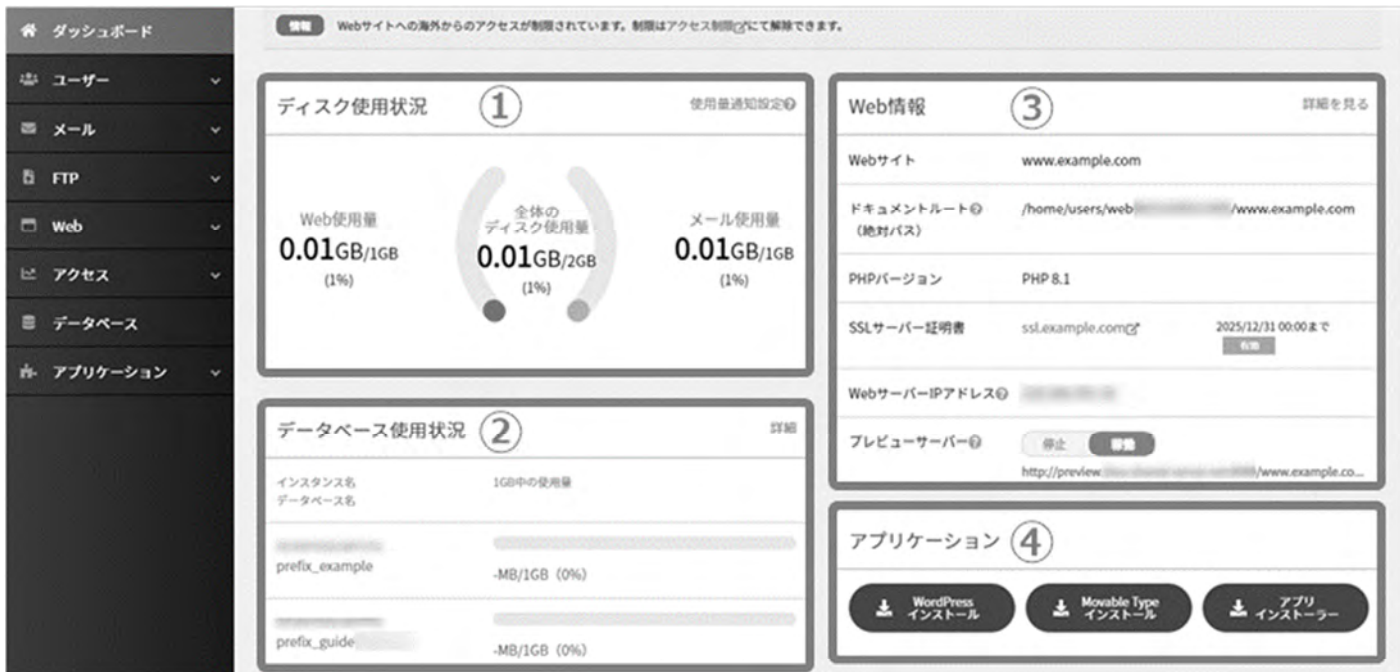 ダッシュボード
ユーザー
メール
FTP
Web
アクセス
データベース
アプリケーション
情報 Webサイトへの海外からのアクセスが制限されています。制限はアクセス制限にて解除できます。
ディスク使用状況 ① 使用量通知設定
Web使用量
0.01GB/1GB
(1%)
全体の
ディスク使用量
0.01GB/2GB
(1%)
メール使用量
0.01GB/1GB
(1%)
データベース使用状況 ② 詳細
インスタンス名 1GB中の使用量
データベース名
prefix_example
-MB/1GB（0%）
prefix_guide
-MB/1GB（0%）
Web情報 ③ 詳細を見る
Webサイト www.example.com
ドキュメントルート /home/users/web /www.example.com
（絶対パス）
PHPバージョン PHP 8.1
SSLサーバー証明書 ssl.example.com 2025/12/31 00:00まで
有効
WebサーバーIPアドレス
プレビューサーバー 停止 稼働
http://preview /www.example.co...
アプリケーション ④
WordPress
インストール
Movable Type
インストール
アプリ
インストーラー